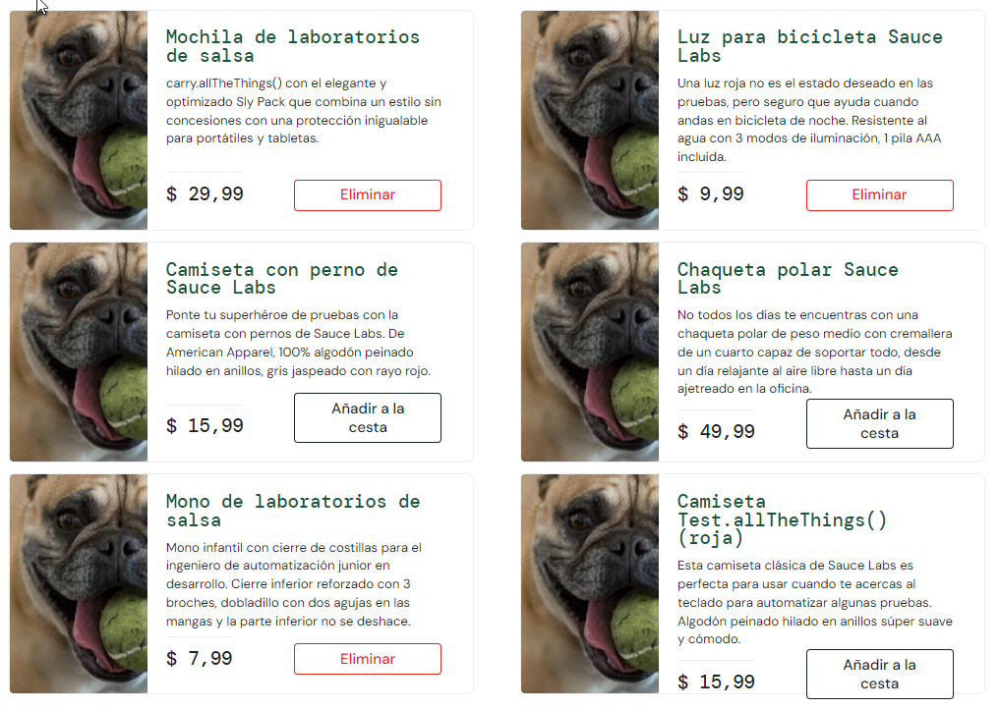 Mochila de laboratorios
de salsa
carry.allTheThings() con el elegante y
optimizado Sly Pack que combina un estilo sin
concesiones con una protección inigualable
para portátiles y tabletas.
$ 29,99
Eliminar
Luz para bicicleta Sauce
Labs
Una luz roja no es el estado deseado en las
pruebas, pero seguro que ayuda cuando
andas en bicicleta de noche. Resistente al
agua con 3 modos de iluminación, 1 pila AAA
incluida.
$ 9,99
Eliminar
Camiseta con perno de
Sauce Labs
Ponte tu superhéroe de pruebas con la
camiseta con pernos de Sauce Labs. De
American Apparel, 100% algodón peinado
hilado en anillos, gris jaspeado con rayo rojo.
$ 15,99
Añadir a la
cesta
Chaqueta polar Sauce
Labs
No todos los días te encuentras con una
chaqueta polar de peso medio con cremallera
de un cuarto capaz de soportar todo, desde
un día relajante al aire libre hasta un día
ajetreado en la oficina.
$ 49,99
Añadir a la
cesta
Mono de laboratorios de
salsa
Mono infantil con cierre de costillas para el
ingeniero de automatización junior en
desarrollo. Cierre inferior reforzado con 3
broches, dobladillo con dos agujas en las
mangas y la parte inferior no se deshace.
$ 7,99
Eliminar
Camiseta
Test.allTheThings()
(roja)
Esta camiseta clásica de Sauce Labs es
perfecta para usar cuando te acercas al
teclado para automatizar algunas pruebas.
Algodón peinado hilado en anillos súper suave
y cómodo.
$ 15,99
Añadir a la
cesta